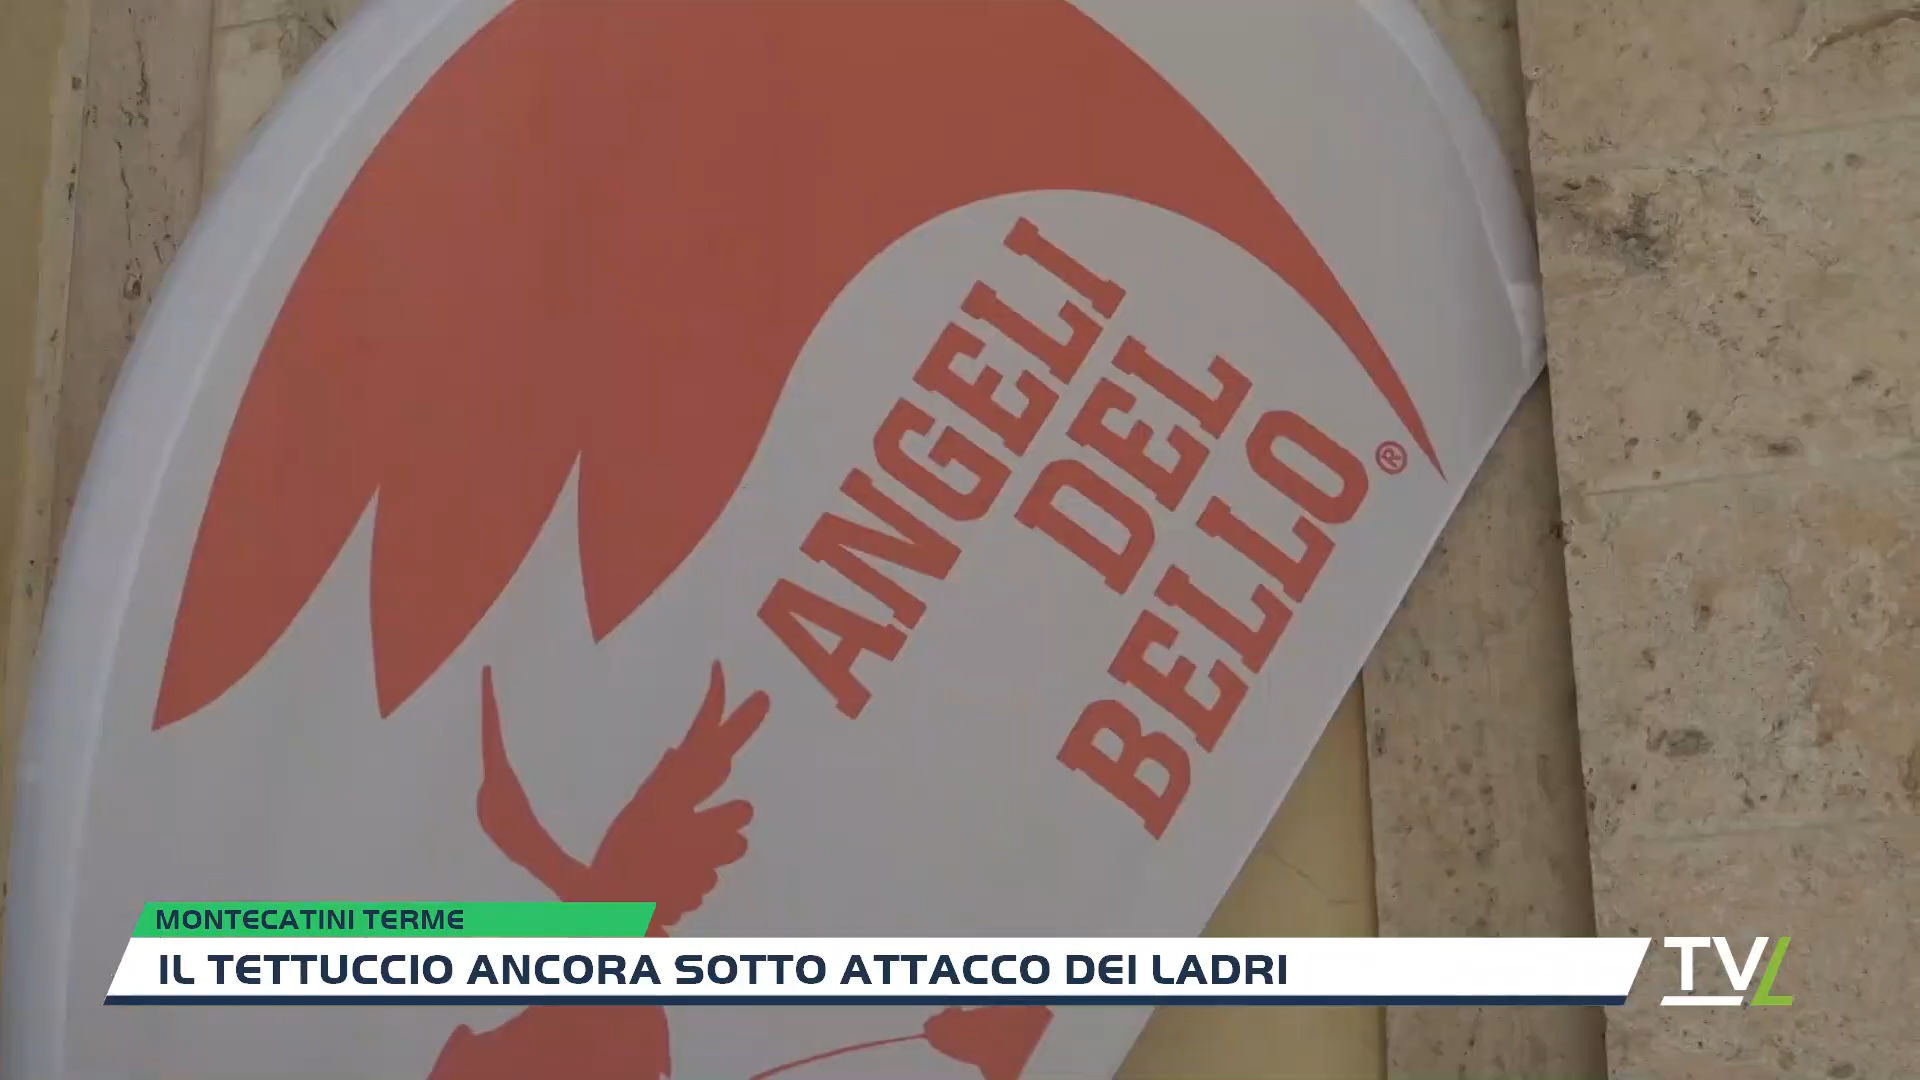 ANGELI
DEL
BELLO®
MONTECATINI TERME
IL TETTUCCIO ANCORA SOTTO ATTACCO DEI LADRI
TVL